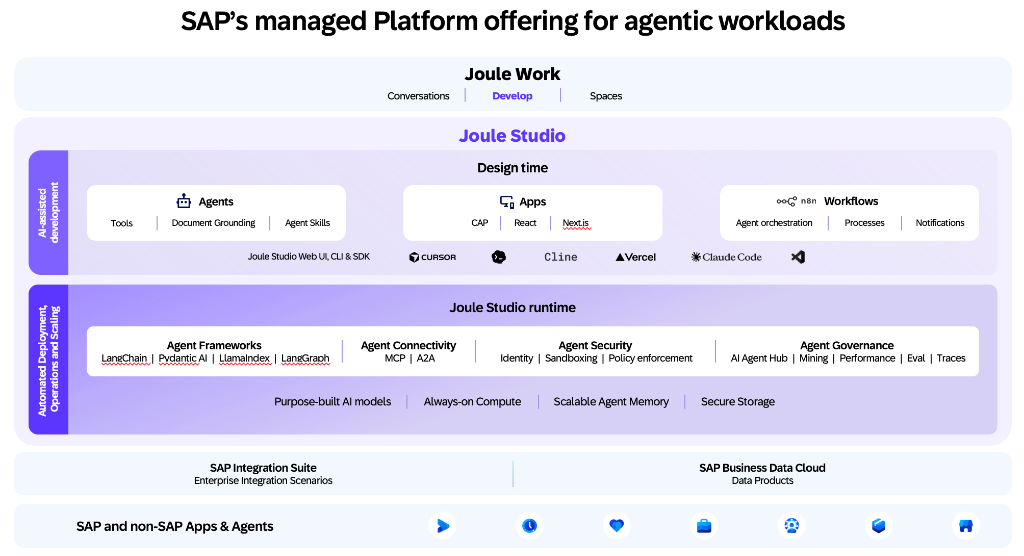 SAP's managed Platform offering for agentic workloads
Joule Work
Conversations | Develop | Spaces
Joule Studio
AI-assisted
development
Design time
Agents
Tools | Document Grounding | Agent Skills
Apps
CAP | React | Next.js
n8n Workflows
Agent orchestration | Processes | Notifications
Joule Studio Web UI, CLI & SDK
CURSOR
Cline
Vercel
Claude Code
Automated Deployment,
Operations and Scaling
Joule Studio runtime
Agent Frameworks
LangChain | Pydantic AI | LlamaIndex | LangGraph
Agent Connectivity
MCP | A2A
Agent Security
Identity | Sandboxing | Policy enforcement
Agent Governance
AI Agent Hub | Mining | Performance | Eval | Traces
Purpose-built AI models | Always-on Compute | Scalable Agent Memory | Secure Storage
SAP Integration Suite
Enterprise Integration Scenarios
SAP Business Data Cloud
Data Products
SAP and non-SAP Apps & Agents